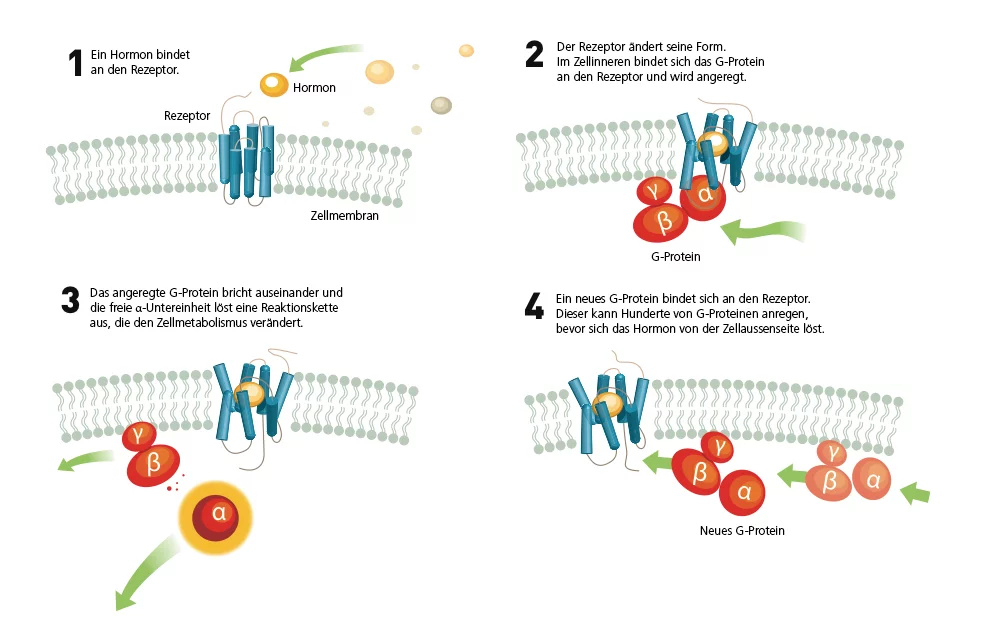 1
Ein Hormon bindet
an den Rezeptor.
Hormon
Rezeptor
Zellmembran
2
Der Rezeptor ändert seine Form.
Im Zellinneren bindet sich das G-Protein
an den Rezeptor und wird angeregt.
γ
α
β
G-Protein
3
Das angeregte G-Protein bricht auseinander und
die freie α-Untereinheit löst eine Reaktionskette
aus, die den Zellmetabolismus verändert.
γ
β
α
4
Ein neues G-Protein bindet sich an den Rezeptor.
Dieser kann Hunderte von G-Proteinen anregen,
bevor sich das Hormon von der Zellaussenseite löst.
γ
β
α
γ
β
α
Neues G-Protein